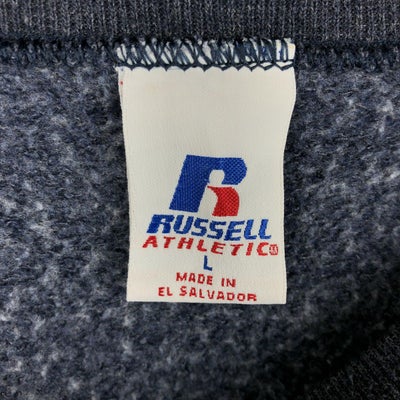 R
RUSSELL
ATHLETIC
L
MADE IN
EL SALVADOR